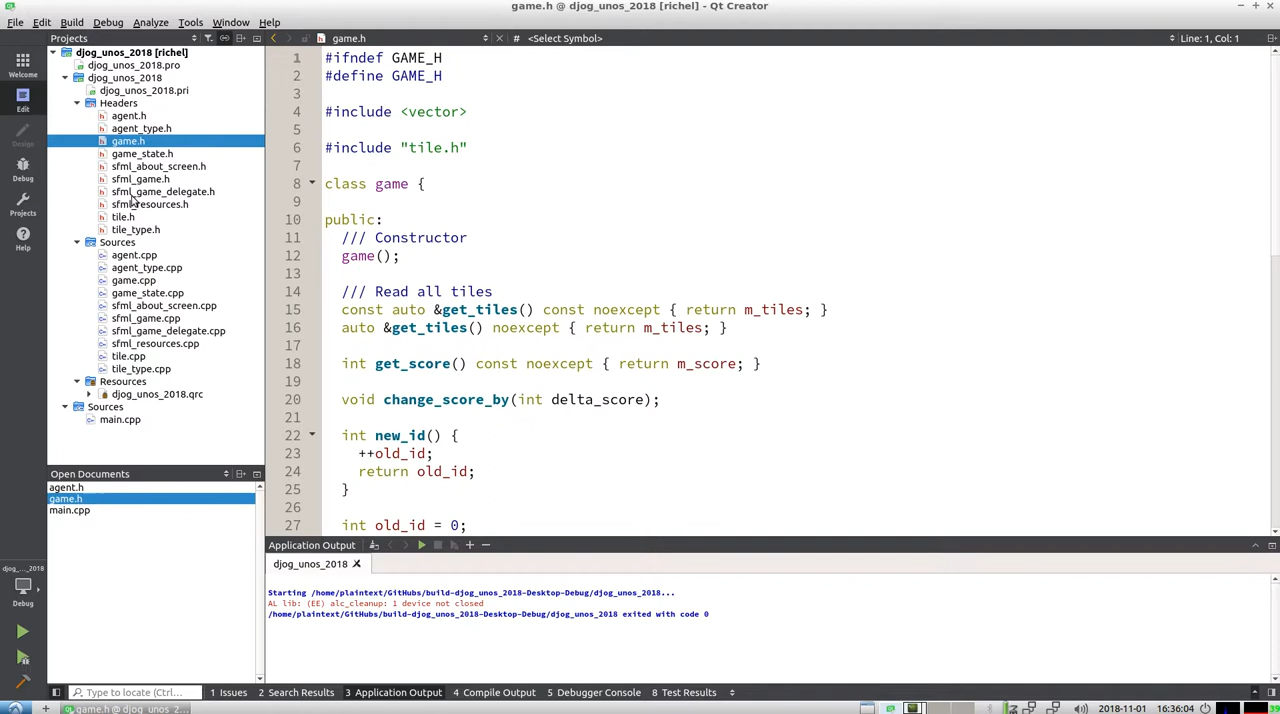 game.h @ djog_unos_2018 [richel] - Qt Creator
File Edit Build Debug Analyze Tools Window Help
Projects
game.h
# <Select Symbol>
Line: 1, Col: 1
Welcome
Edit
Design
Debug
Projects
Help
djog_unos_2018 [richel]
djog_unos_2018.pro
djog_unos_2018
djog_unos_2018.pri
Headers
agent.h
agent_type.h
game.h
game_state.h
sfml_about_screen.h
sfml_game.h
sfml_game_delegate.h
sfml_resources.h
tile.h
tile_type.h
Sources
agent.cpp
agent_type.cpp
game.cpp
game_state.cpp
sfml_about_screen.cpp
sfml_game.cpp
sfml_game_delegate.cpp
sfml_resources.cpp
tile.cpp
tile_type.cpp
Resources
djog_unos_2018.qrc
Sources
main.cpp
Open Documents
agent.h
game.h
main.cpp
1 #ifndef GAME_H
2 #define GAME_H
3
4 #include <vector>
5
6 #include "tile.h"
7
8 class game {
9
10 public:
11 /// Constructor
12 game();
13
14 /// Read all tiles
15 const auto &get_tiles() const noexcept { return m_tiles; }
16 auto &get_tiles() noexcept { return m_tiles; }
17
18 int get_score() const noexcept { return m_score; }
19
20 void change_score_by(int delta_score);
21
22 int new_id() {
23 ++old_id;
24 return old_id;
25 }
26
27 int old_id = 0;
Application Output
djog_unos_2018
Starting /home/plaintext/GitHubs/build-djog_unos_2018-Desktop-Debug/djog_unos_2018...
AL lib: (EE) alc_cleanup: 1 device not closed
/home/plaintext/GitHubs/build-djog_unos_2018-Desktop-Debug/djog_unos_2018 exited with code 0
djog_..._2018
Debug
Type to locate (Ctrl...
1 Issues 2 Search Results 3 Application Output 4 Compile Output 5 Debugger Console 8 Test Results
game.h @ djog_unos_2...
2018-11-01 16:36:04